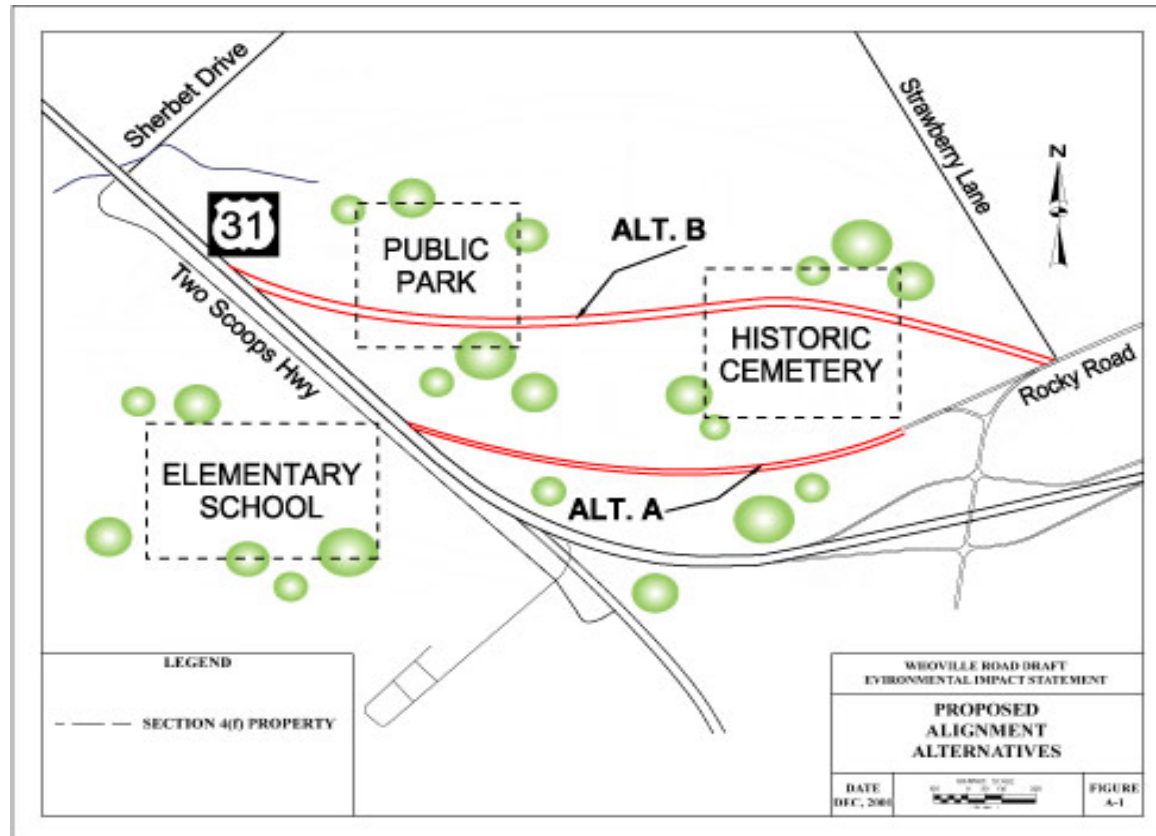 Sherbet Drive
Strawberry Lane
N
31
PUBLIC
PARK
ALT. B
Two Scoops Hwy
HISTORIC
CEMETERY
Rocky Road
ELEMENTARY
SCHOOL
ALT. A
LEGEND
SECTION 4(f) PROPERTY
WHOVILLE ROAD DRAFT
EVIRONMENTAL IMPACT STATEMENT
PROPOSED
ALIGNMENT
ALTERNATIVES
DATE
DEC, 2001
FIGURE
A-1